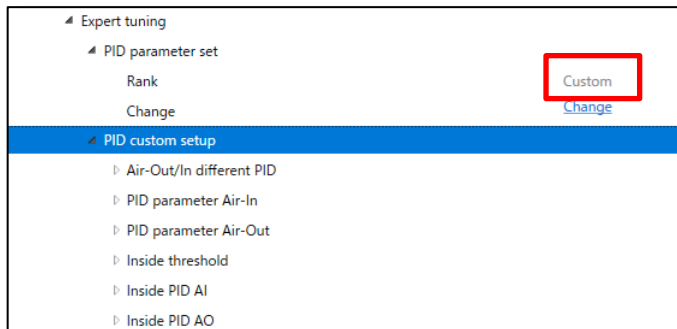 Expert tuning
PID parameter set
Rank Custom
Change Change
PID custom setup
Air-Out/In different PID
PID parameter Air-In
PID parameter Air-Out
Inside threshold
Inside PID AI
Inside PID AO